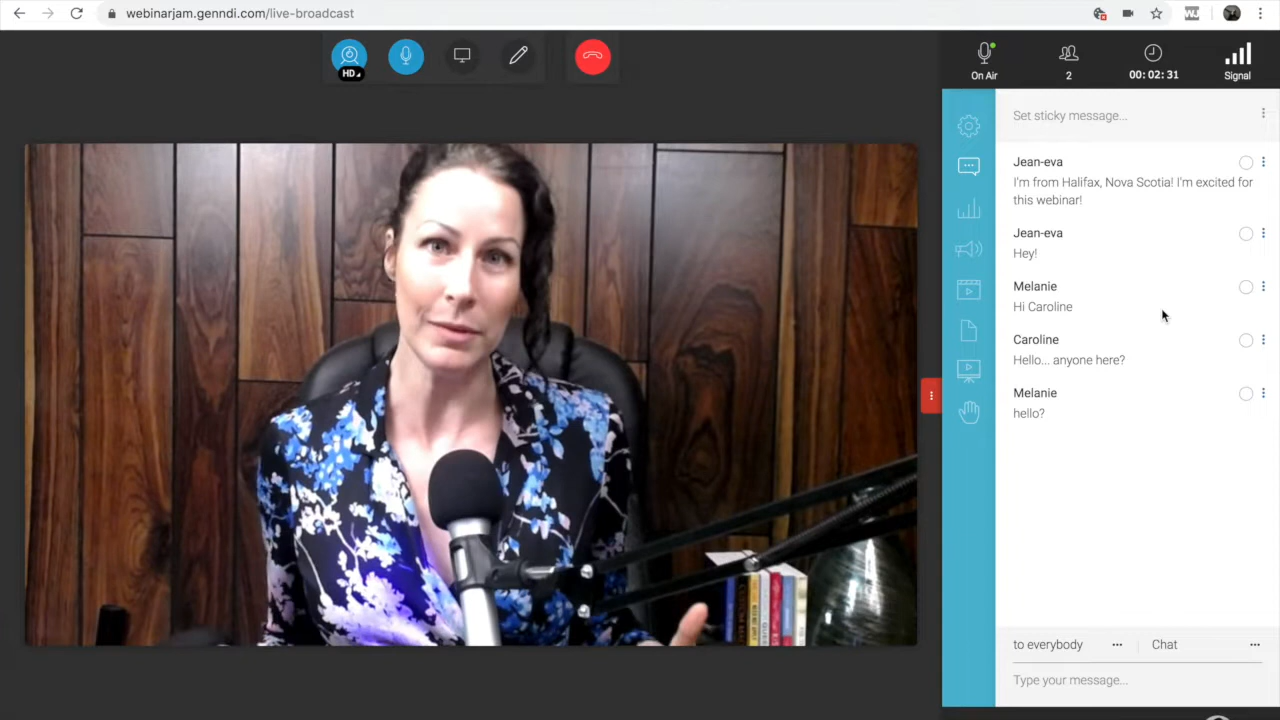 webinarjam.genndi.com/live-broadcast
HD
On Air
2
00:02:31
Signal
Set sticky message...
Jean-eva
I'm from Halifax, Nova Scotia! I'm excited for
this webinar!
Jean-eva
Hey!
Melanie
Hi Caroline
Caroline
Hello... anyone here?
Melanie
hello?
to everybody
Chat
Type your message...